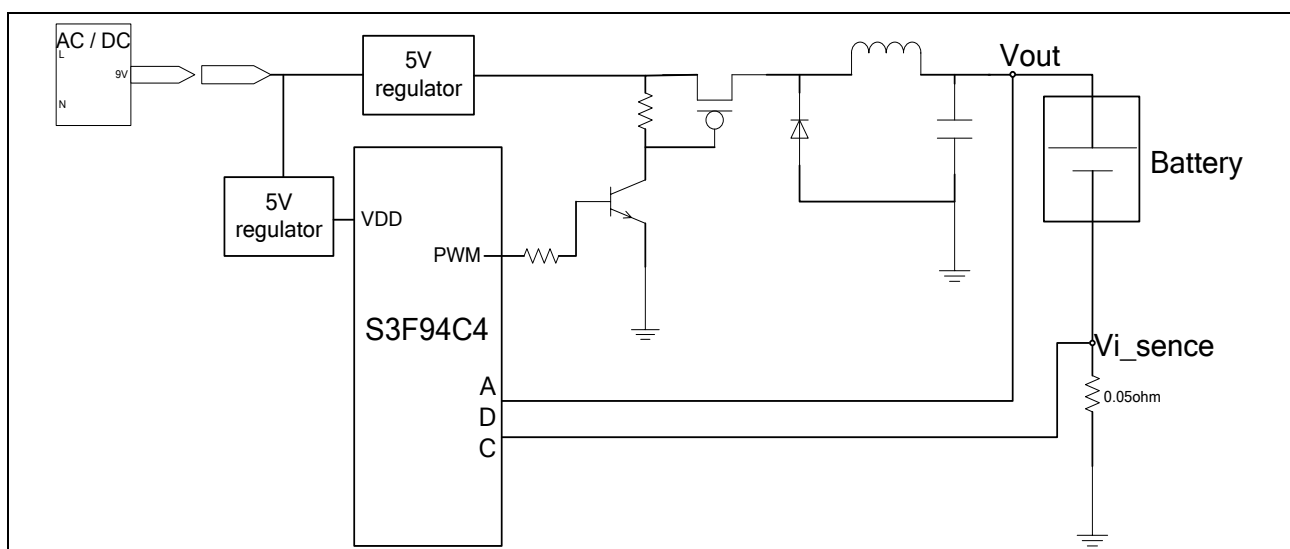 AC / DC
L
9V
N
5V
regulator
Vout
Battery
5V
regulator
VDD
PWM
S3F94C4
Vi_sence
A
D
C
0.05ohm